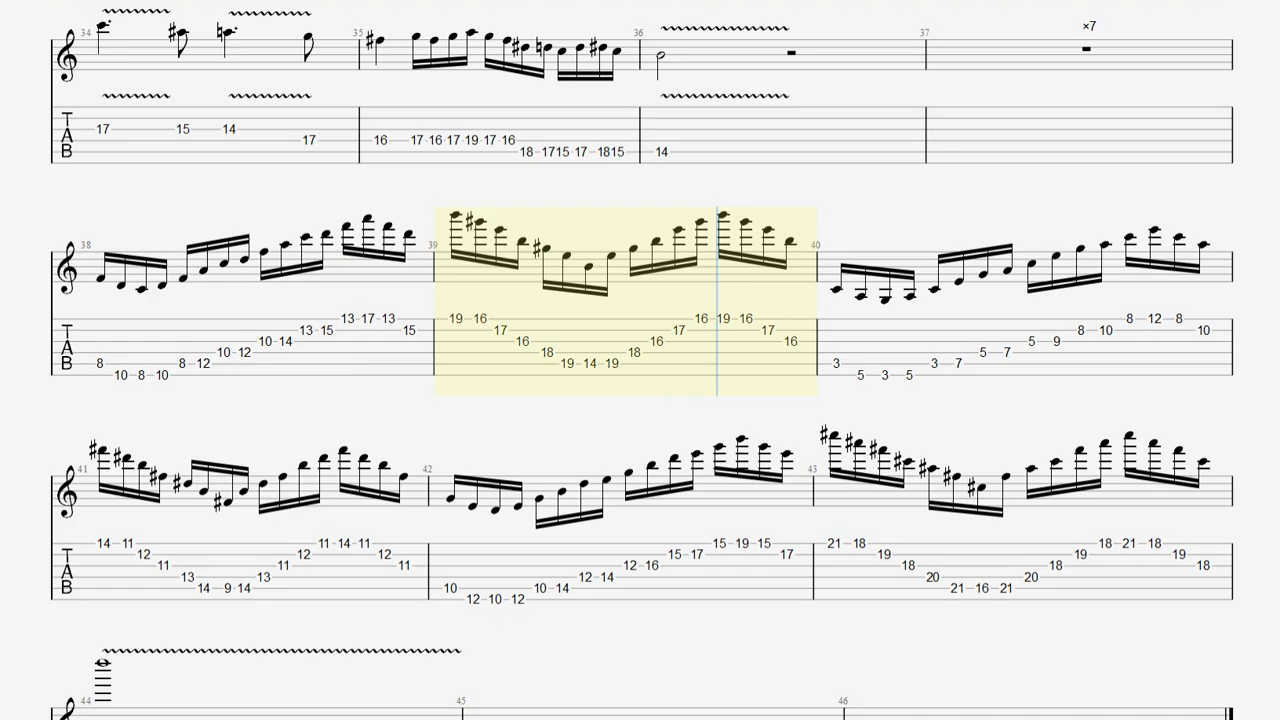 ×7
34 35 36 37
T
A
B
17 15 14
17 16 17 16 17 19 17 16
18 17 15 17 18 15 14
38 39 40
T
A
B
13 17 13 19 16 16 19 16 8 12 8
13 15 15 17 17 17 8 10 10
10 14 16 16 16 5 9
10 12 18 18 5 7
8 8 12 19 14 19 3 3 7
10 8 10 5 3 5
41 42 43
T
A
B
14 11 11 14 11 15 19 15 21 18 18 21 18
12 12 12 15 17 17 19 19 19
11 11 11 12 16 18 18 18
13 13 12 14 20 20
14 9 14 10 10 14 21 16 21
12 10 12
44 45 46